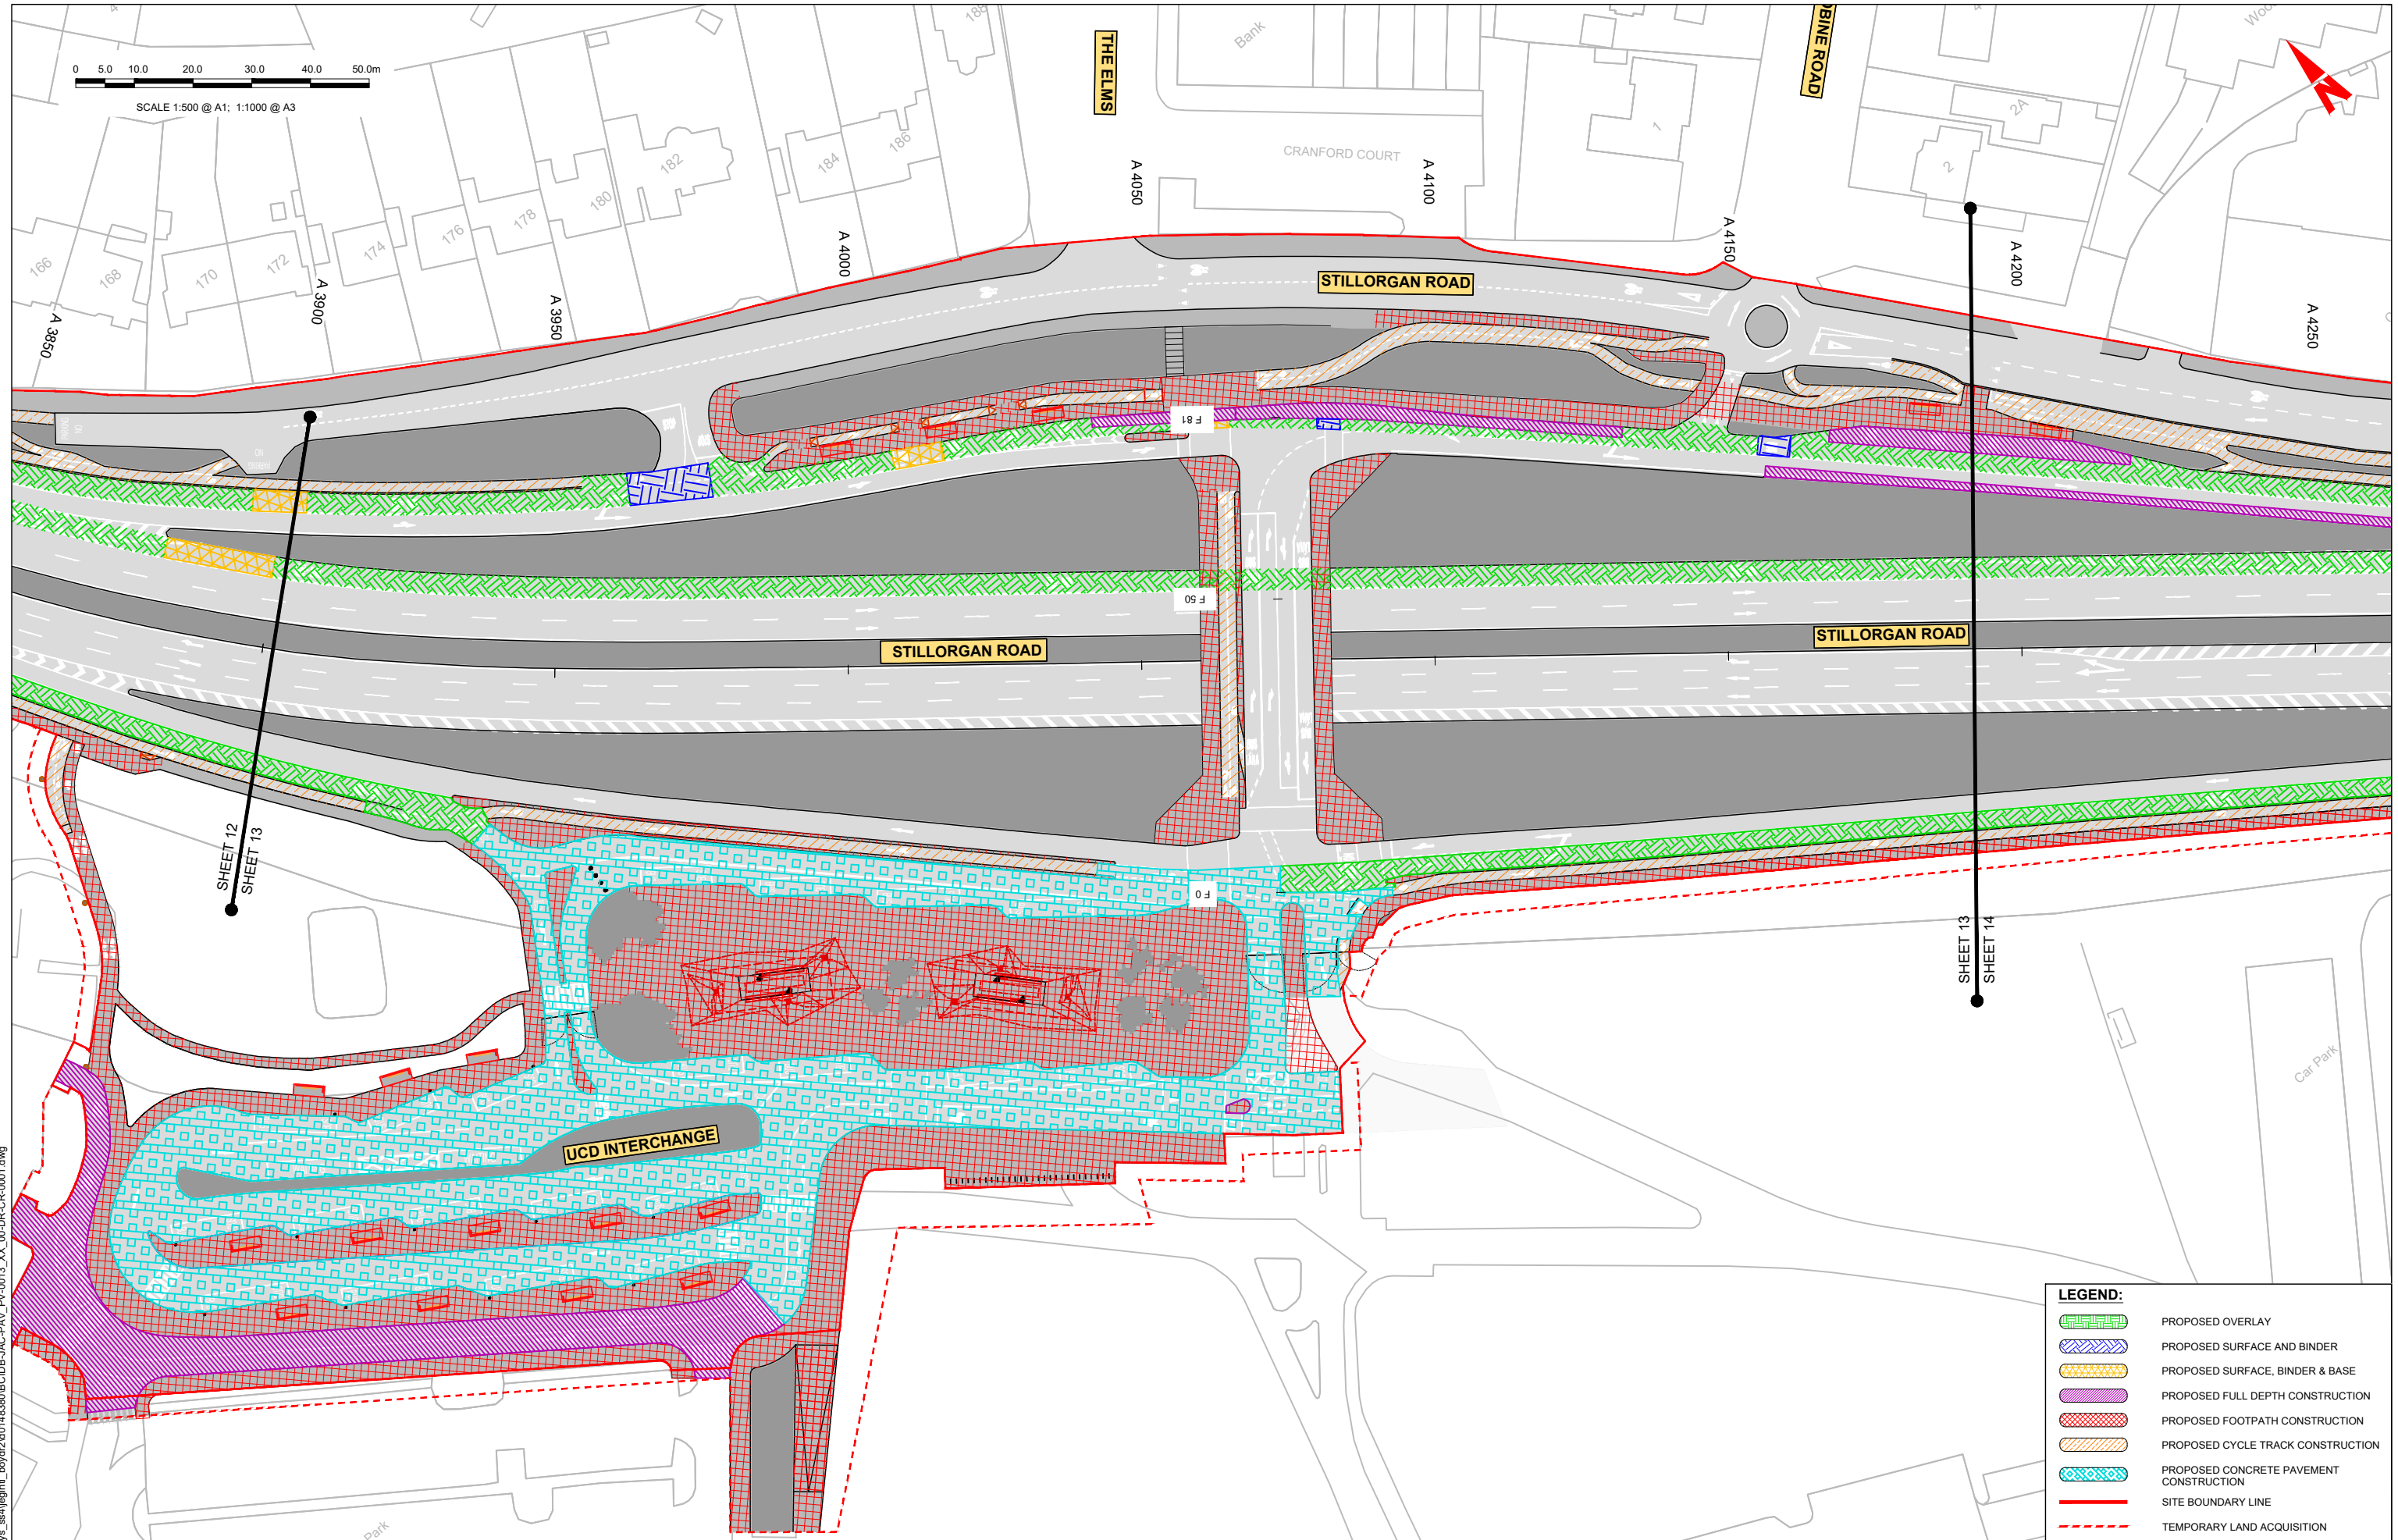 0 5.0 10.0 20.0 30.0 40.0 50.0m
SCALE 1:500 @ A1; 1:1000 @ A3
THE ELMS
Bank
OBINE ROAD
188
4
2A
2
1
CRANFORD COURT
166
168
170
172
174
176
178
180
182
184
186
A 3850
A 3900
A 3950
A 4000
A 4050
A 4100
A 4150
A 4200
A 4250
STILLORGAN ROAD
F 81
F 50
STILLORGAN ROAD
STILLORGAN ROAD
F 0
SHEET 12
SHEET 13
SHEET 13
SHEET 14
UCD INTERCHANGE
Car Park
Park
LEGEND:
PROPOSED OVERLAY
PROPOSED SURFACE AND BINDER
PROPOSED SURFACE, BINDER & BASE
PROPOSED FULL DEPTH CONSTRUCTION
PROPOSED FOOTPATH CONSTRUCTION
PROPOSED CYCLE TRACK CONSTRUCTION
PROPOSED CONCRETE PAVEMENT
CONSTRUCTION
SITE BOUNDARY LINE
TEMPORARY LAND ACQUISITION